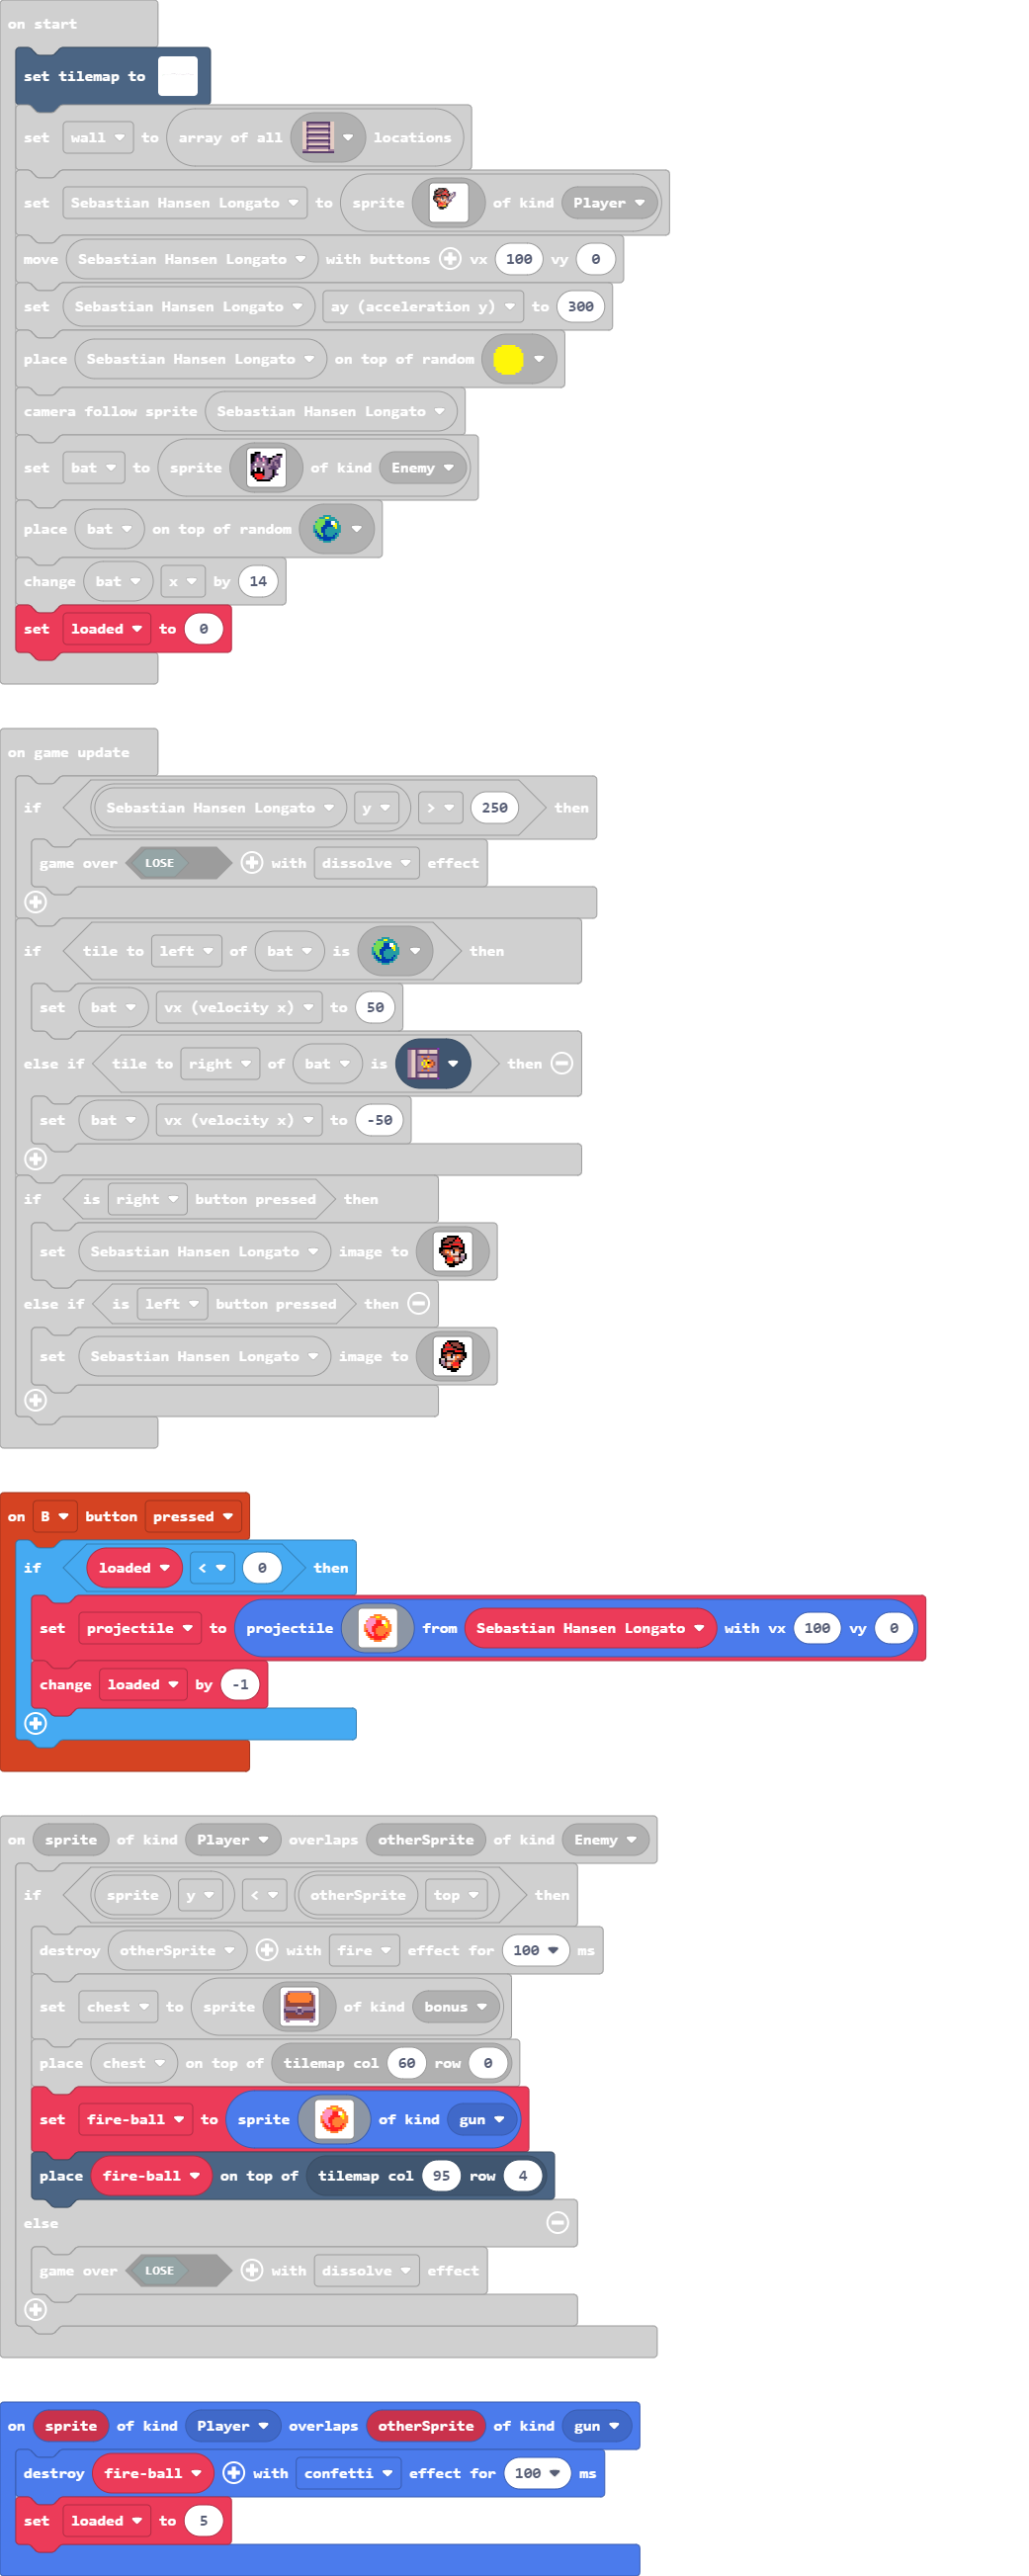 on start
set tilemap to
set wall to array of all locations
set Sebastian Hansen Longato to sprite of kind Player
move Sebastian Hansen Longato with buttons vx 100 vy 0
set Sebastian Hansen Longato ay (acceleration y) to 300
place Sebastian Hansen Longato on top of random
camera follow sprite Sebastian Hansen Longato
set bat to sprite of kind Enemy
place bat on top of random
change bat x by 14
set loaded to 0
on game update
if Sebastian Hansen Longato y > 250 then
game over LOSE with dissolve effect
if tile to left of bat is then
set bat vx (velocity x) to 50
else if tile to right of bat is then
set bat vx (velocity x) to -50
if is right button pressed then
set Sebastian Hansen Longato image to
else if is left button pressed then
set Sebastian Hansen Longato image to
on B button pressed
if loaded < 0 then
set projectile to projectile from Sebastian Hansen Longato with vx 100 vy 0
change loaded by -1
on sprite of kind Player overlaps otherSprite of kind Enemy
if sprite y < otherSprite top then
destroy otherSprite with fire effect for 100 ms
set chest to sprite of kind bonus
place chest on top of tilemap col 60 row 0
set fire-ball to sprite of kind gun
place fire-ball on top of tilemap col 95 row 4
else
game over LOSE with dissolve effect
on sprite of kind Player overlaps otherSprite of kind gun
destroy fire-ball with confetti effect for 100 ms
set loaded to 5